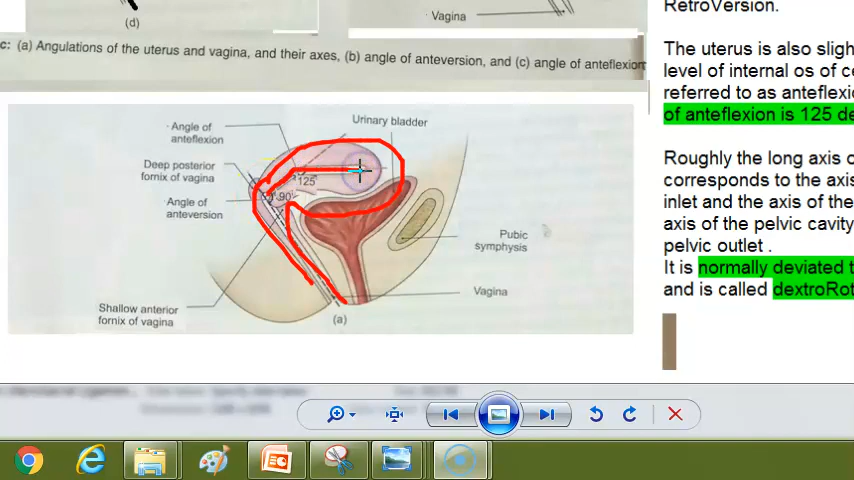 (d)
Vagina
c: (a) Angulations of the uterus and vagina, and their axes, (b) angle of anteversion, and (c) angle of anteflexion
Angle of
anteflexion
Urinary bladder
Deep posterior
fornix of vagina
125°
90°
Angle of
anteversion
Pubic
symphysis
Vagina
Shallow anterior
fornix of vagina
(a)
RetroVersion.
The uterus is also sligh
level of internal os of ce
referred to as anteflexio
of anteflexion is 125 de
Roughly the long axis o
corresponds to the axis
inlet and the axis of the
axis of the pelvic cavity
pelvic outlet .
It is normally deviated t
and is called dextroRot